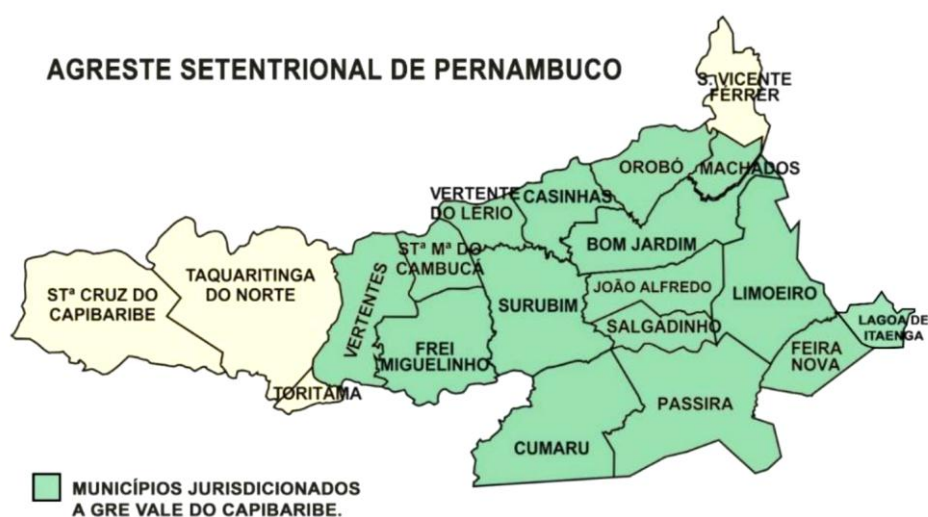 AGRESTE SETENTRIONAL DE PERNAMBUCO
S. VICENTE
FERRER
OROBÓ
MACHADOS
VERTENTE
DO LÉRIO
CASINHAS
BOM JARDIM
STª Mª DO
CAMBUCÁ
TAQUARITINGA
DO NORTE
STª CRUZ DO
CAPIBARIBE
VERTENTES
SURUBIM
JOÃO ALFREDO
LIMOEIRO
SALGADINHO
LAGOA DE
ITAENGA
FREI
MIGUELINHO
FEIRA
NOVA
TORITAMA
PASSIRA
CUMARU
MUNICÍPIOS JURISDICIONADOS
A GRE VALE DO CAPIBARIBE.